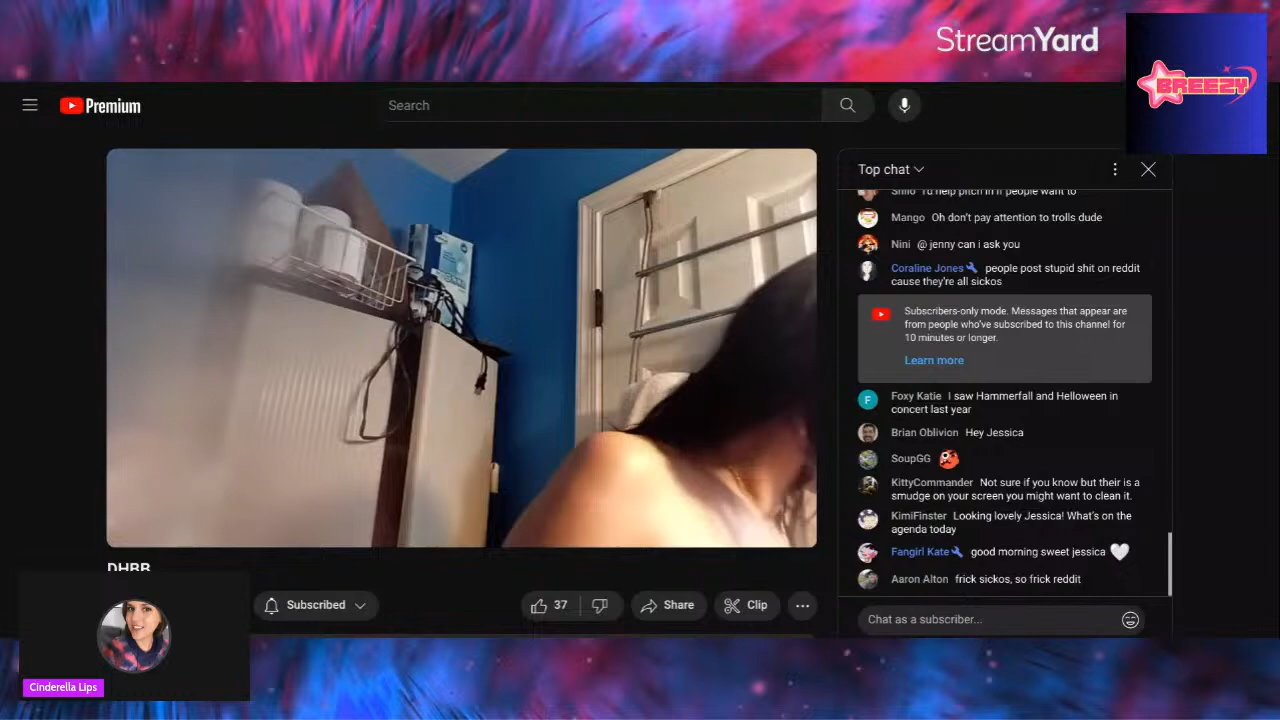 StreamYard
BREEZY
Premium
Search
Top chat
Shilo I'd help pitch in if people want to
Mango Oh don't pay attention to trolls dude
Nini @ jenny can i ask you
Coraline Jones people post stupid shit on reddit
cause they're all sickos
Subscribers-only mode. Messages that appear are
from people who've subscribed to this channel for
10 minutes or longer.
Learn more
F
Foxy Katie I saw Hammerfall and Helloween in
concert last year
Brian Oblivion Hey Jessica
SoupGG
KittyCommander Not sure if you know but their is a
smudge on your screen you might want to clean it.
KimiFinster Looking lovely Jessica! What's on the
agenda today
Fangirl Kate good morning sweet jessica
Aaron Alton frick sickos, so frick reddit
Chat as a subscriber...
Subscribed
37
Share
Clip
Cinderella Lips